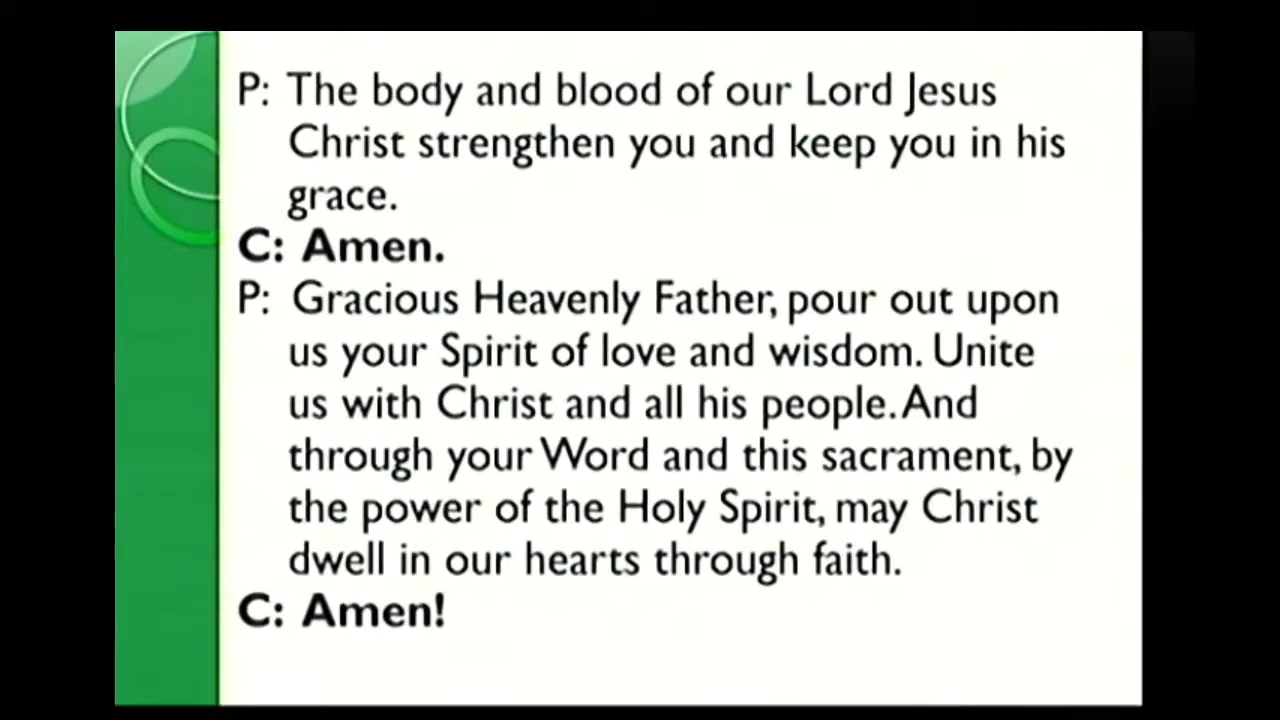 P: The body and blood of our Lord Jesus
Christ strengthen you and keep you in his
grace.
C: Amen.
P: Gracious Heavenly Father, pour out upon
us your Spirit of love and wisdom. Unite
us with Christ and all his people. And
through your Word and this sacrament, by
the power of the Holy Spirit, may Christ
dwell in our hearts through faith.
C: Amen!